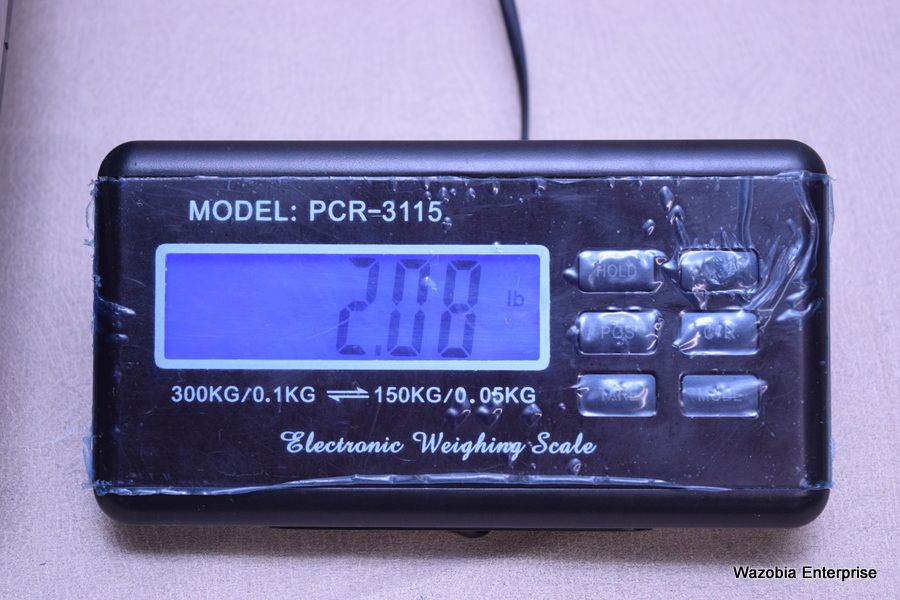 MODEL: PCR-3115
2.08 lb
300KG/0.1KG ⇌ 150KG/0.05KG
Electronic Weighing Scale
HOLD
POS
Wazobia Enterprise